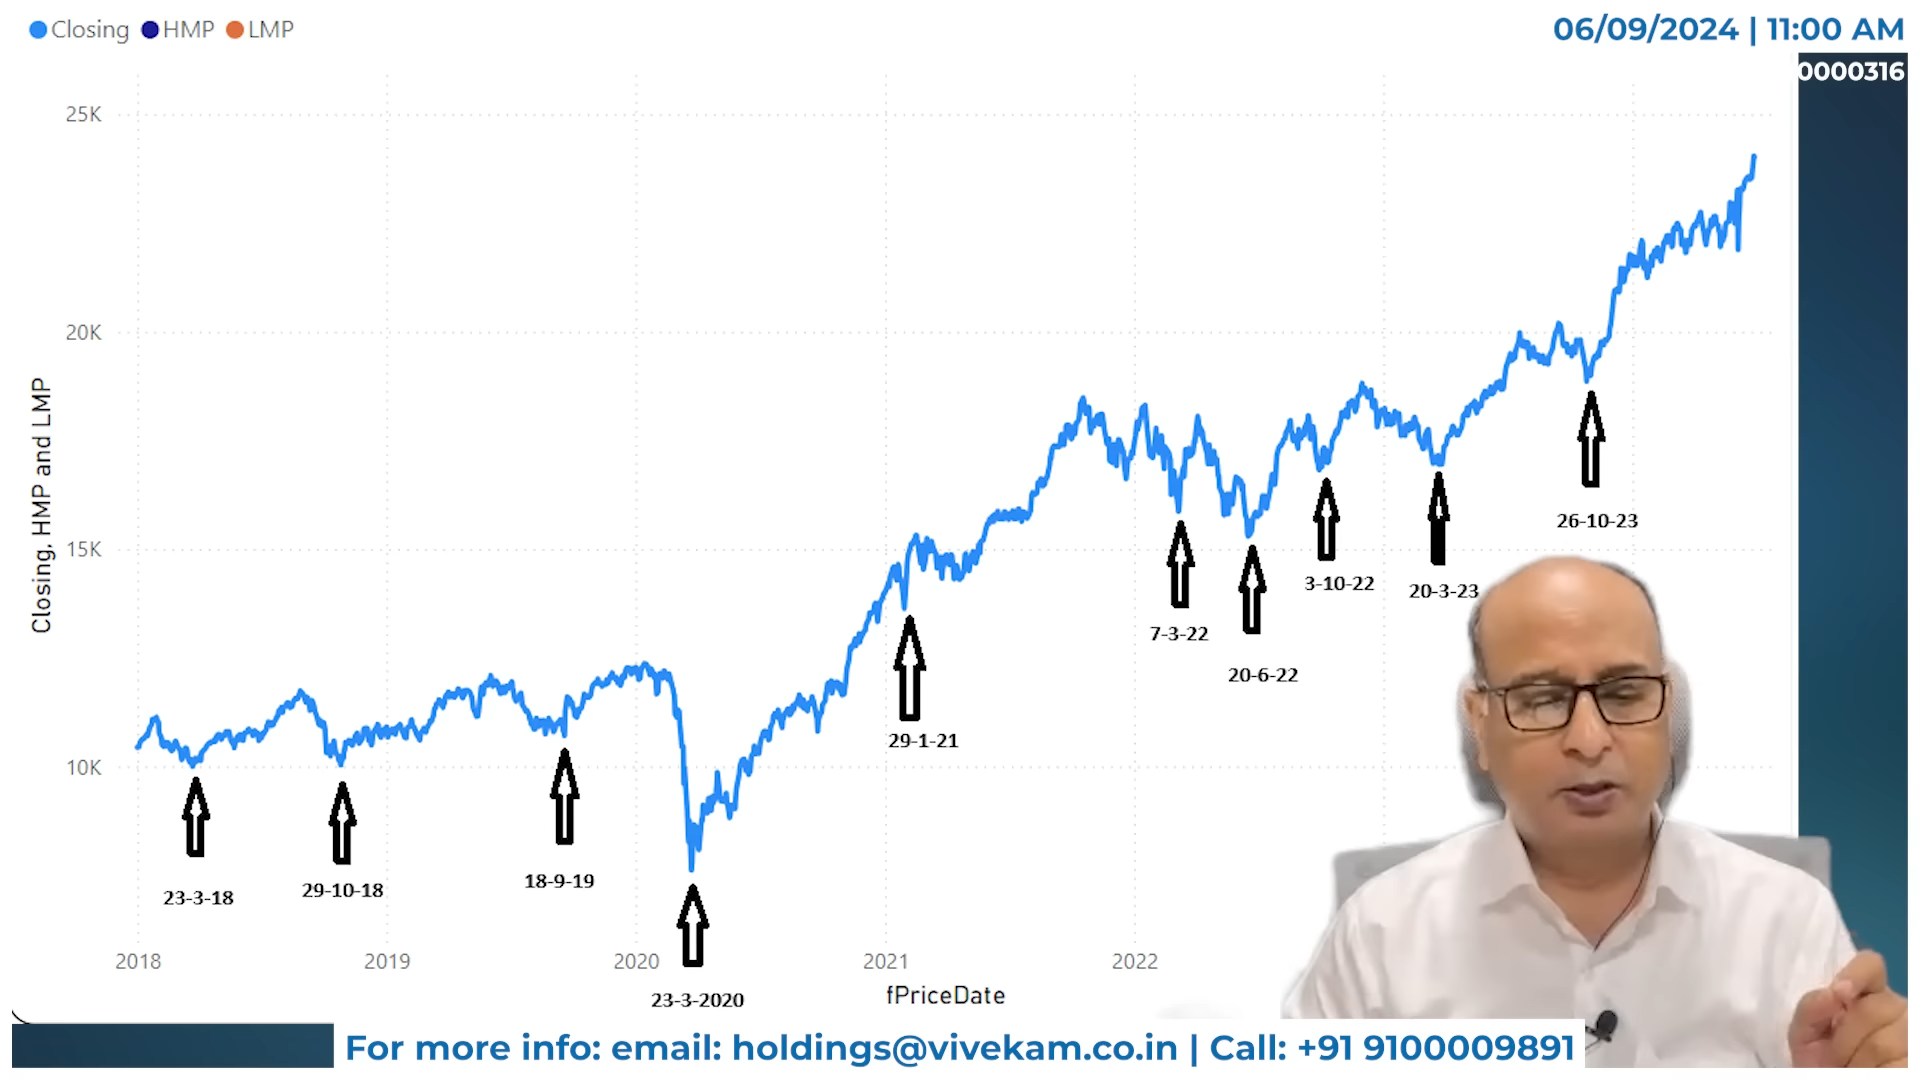 Closing HMP LMP
06/09/2024 | 11:00 AM
0000316
25K
20K
15K
10K
Closing, HMP and LMP
26-10-23
3-10-22
20-3-23
7-3-22
20-6-22
29-1-21
18-9-19
29-10-18
23-3-18
2018 2019 2020 2021 2022
23-3-2020
fPriceDate
For more info: email: holdings@vivekam.co.in | Call: +91 9100009891